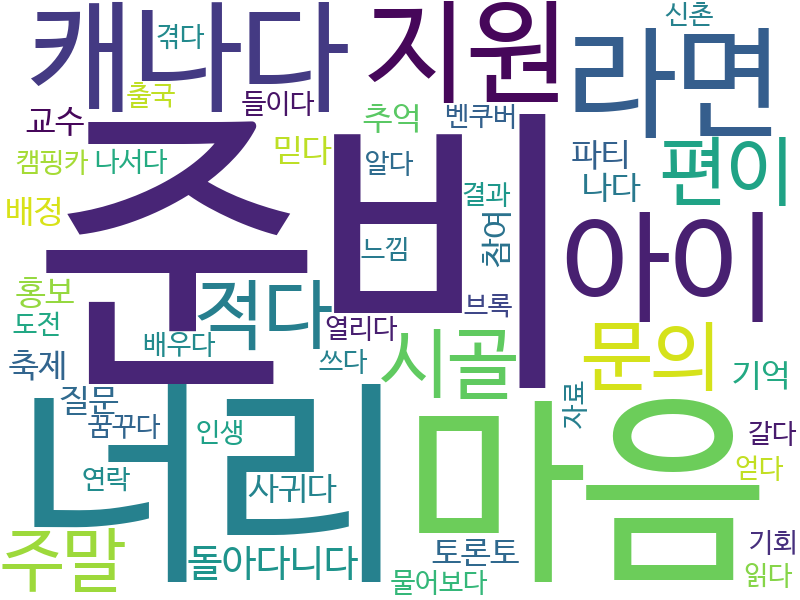 캐나다
겪다
지원
신촌
라면
출국
들이다
교수
추억
벤쿠버
준비
캠핑카
나서다
믿다
알다
파티
편이
나다
결과
배정
아이
참여
느낌
홍보
적다
브록
도전
열리다
배우다
시골
문의
축제
쓰다
기억
질문
너리
마음
자료
꿈꾸다
인생
갈다
연락
사귀다
얻다
주말
돌아다니다
토론토
기회
물어보다
읽다